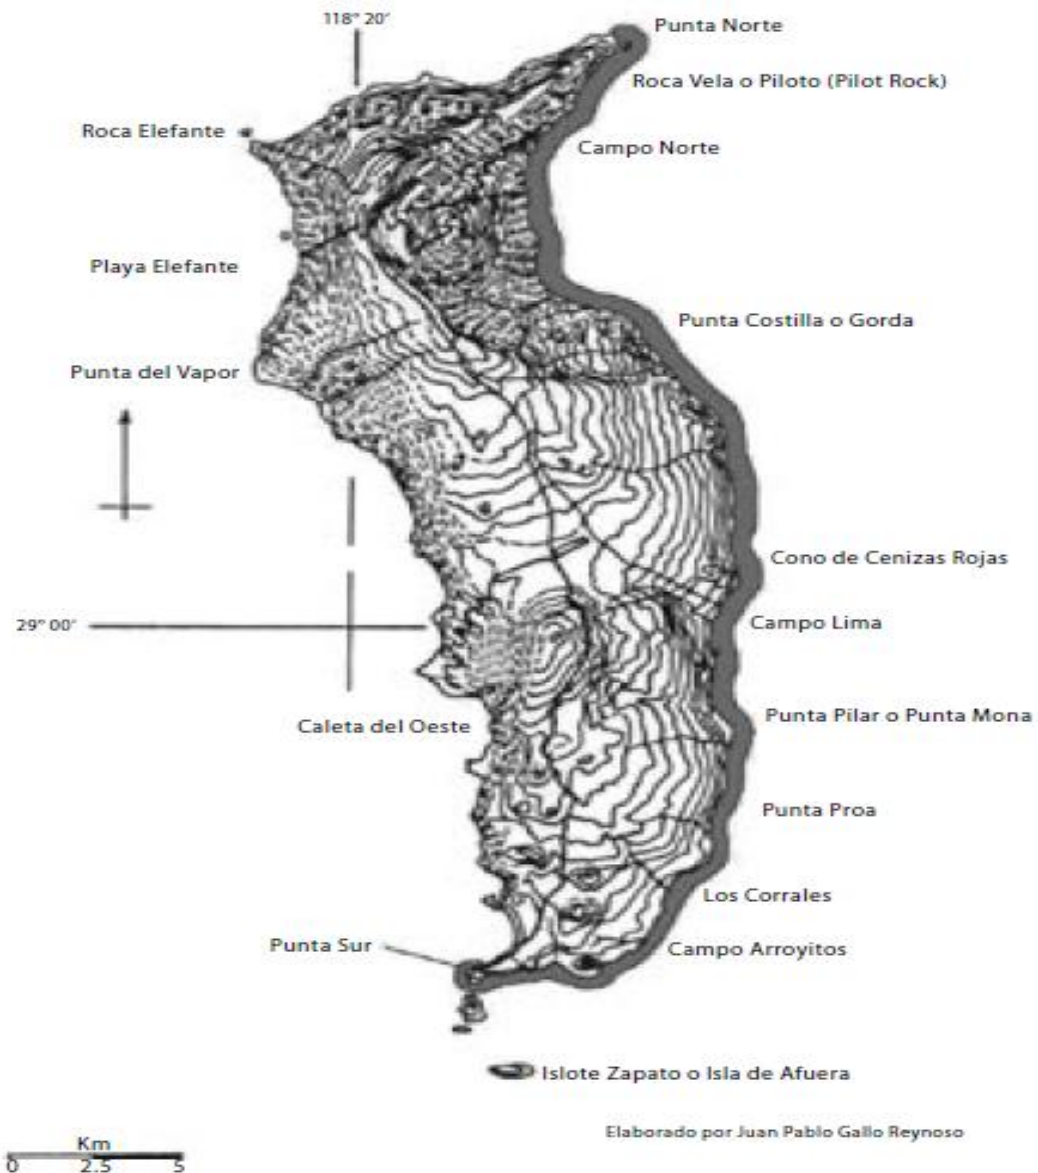 118° 20′
Punta Norte
Roca Vela o Piloto (Pilot Rock)
Roca Elefante
Campo Norte
Playa Elefante
Punta Costilla o Gorda
Punta del Vapor
Cono de Cenizas Rojas
29° 00′
Campo Lima
Punta Pilar o Punta Mona
Caleta del Oeste
Punta Proa
Los Corrales
Punta Sur
Campo Arroyitos
Islote Zapato o Isla de Afuera
Elaborado por Juan Pablo Gallo Reynoso
Km
0 2.5 5